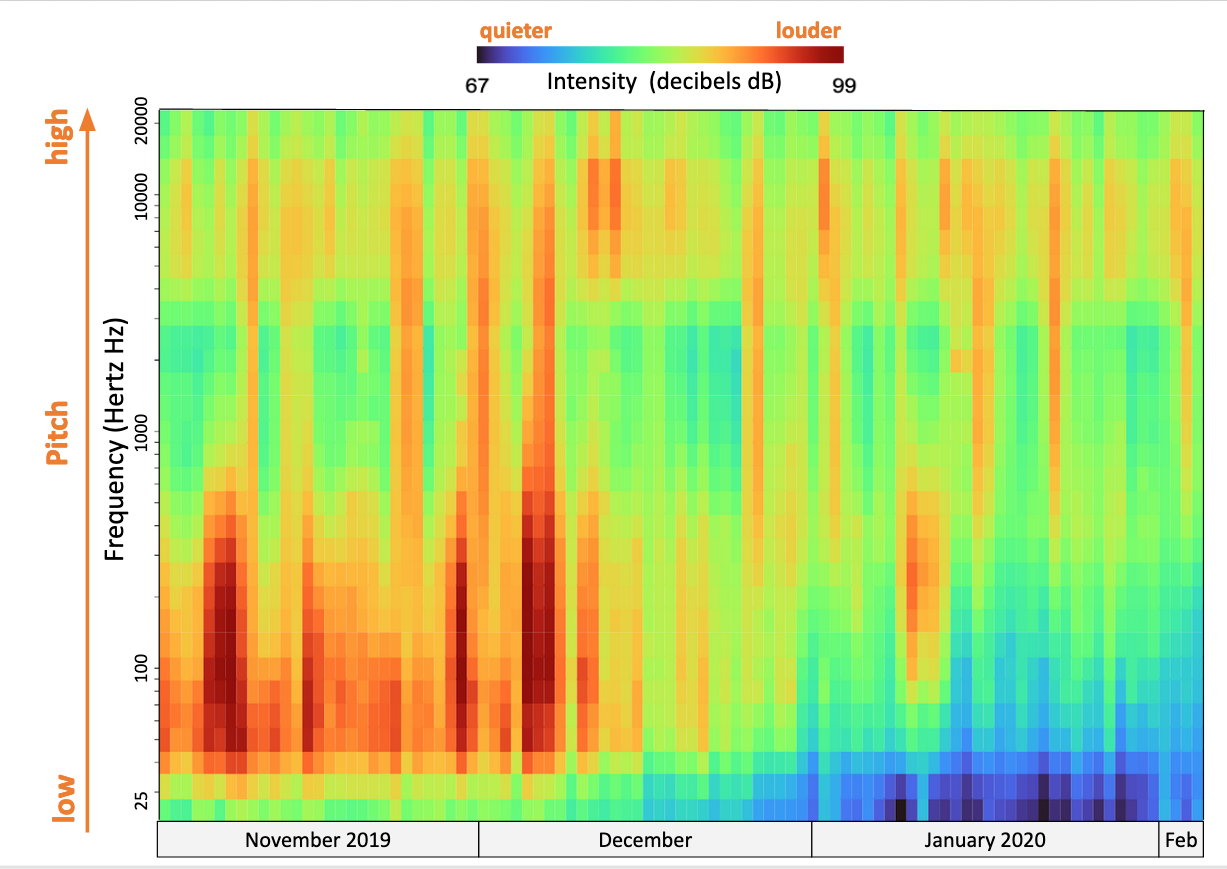 quieter louder
67 Intensity (decibels dB) 99
high
Pitch
low
Frequency (Hertz Hz)
20000
10000
1000
100
25
November 2019 December January 2020 Feb